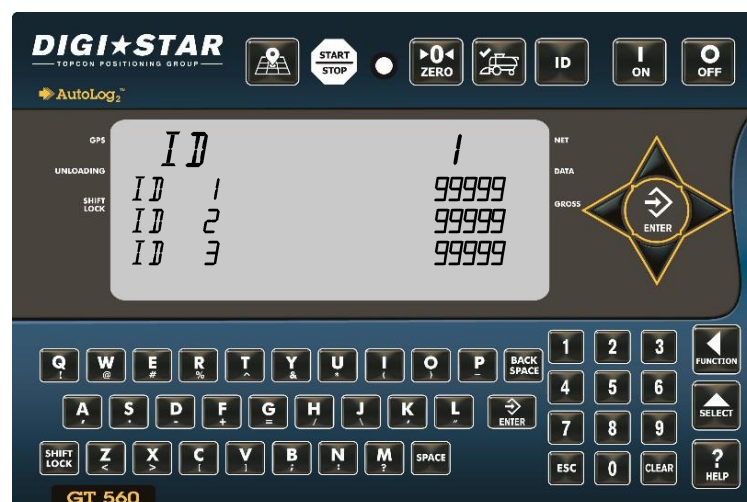 DIGI★STAR
TOPCON POSITIONING GROUP
AutoLog2™
START
STOP
▶0◀
ZERO
ID
I
ON
O
OFF
GPS
UNLOADING
SHIFT
LOCK
ID 1
ID 1 99999
ID 2 99999
ID 3 99999
NET
DATA
GROSS
ENTER
Q W E R T Y U I O P BACK
! @ # % ^ & * ( ) _ SPACE
A S D F G H J K L
ENTER
SHIFT
LOCK
Z X C V B N M SPACE
< > [ ] ; : ?
1 2 3
4 5 6
7 8 9
ESC 0 CLEAR
FUNCTION
SELECT
?
HELP
GT 560